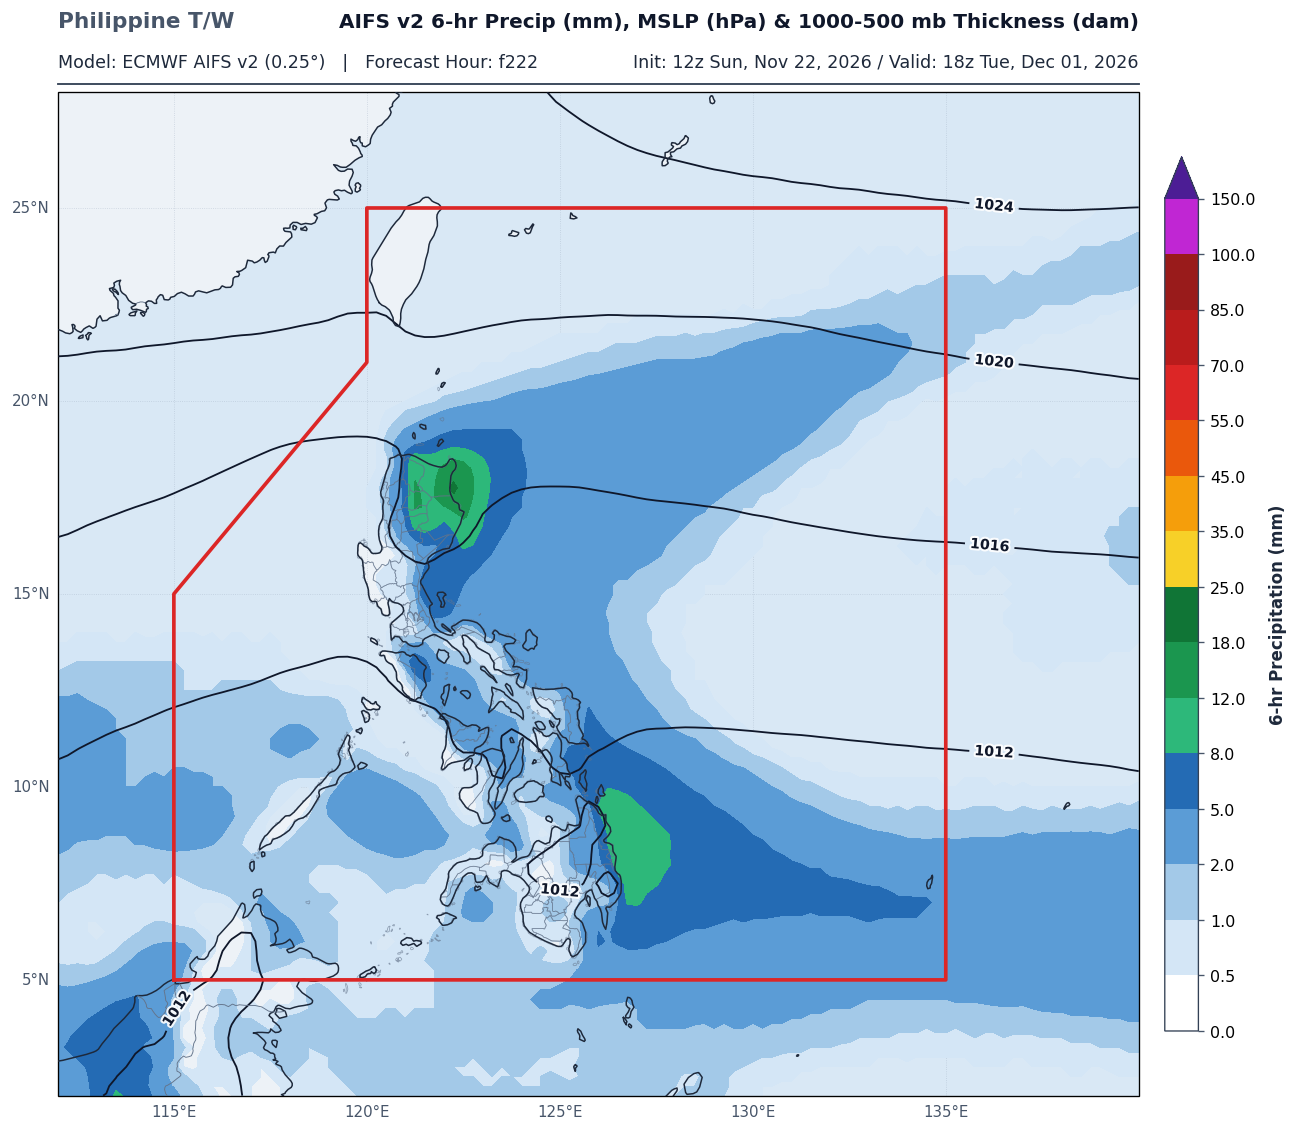 Philippine T/W
AIFS v2 6-hr Precip (mm), MSLP (hPa) & 1000-500 mb Thickness (dam)
Model: ECMWF AIFS v2 (0.25°) | Forecast Hour: f222
Init: 12z Sun, Nov 22, 2026 / Valid: 18z Tue, Dec 01, 2026
25°N
20°N
15°N
10°N
5°N
115°E
120°E
125°E
130°E
135°E
1024
1020
1016
1012
1012
1012
150.0
100.0
85.0
70.0
55.0
45.0
35.0
25.0
18.0
12.0
8.0
5.0
2.0
1.0
0.5
0.0
6-hr Precipitation (mm)